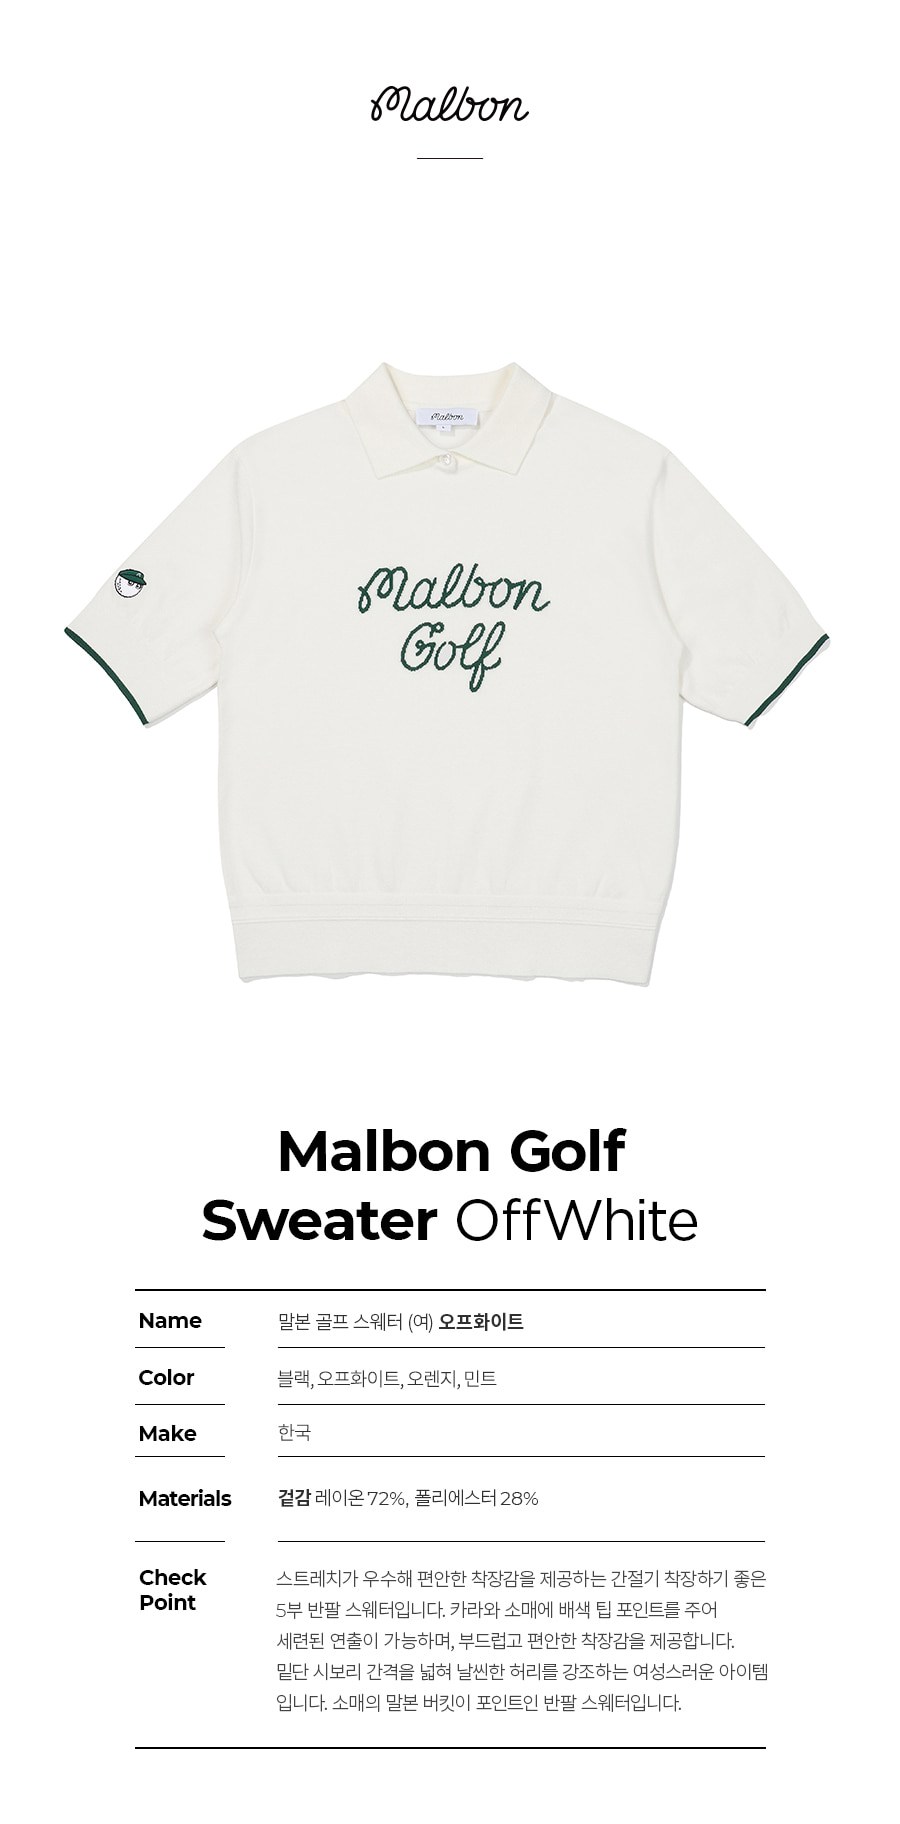 Malbon
Malbon
L
Malbon
Golf
Malbon Golf
Sweater OffWhite
Name 말본 골프 스웨터 (여) 오프화이트
Color 블랙, 오프화이트, 오렌지, 민트
Make 한국
Materials 겉감 레이온 72%, 폴리에스터 28%
Check
Point
스트레치가 우수해 편안한 착장감을 제공하는 간절기 착장하기 좋은
5부 반팔 스웨터입니다. 카라와 소매에 배색 팁 포인트를 주어
세련된 연출이 가능하며, 부드럽고 편안한 착장감을 제공합니다.
밑단 시보리 간격을 넓혀 날씬한 허리를 강조하는 여성스러운 아이템
입니다. 소매의 말본 버킷이 포인트인 반팔 스웨터입니다.